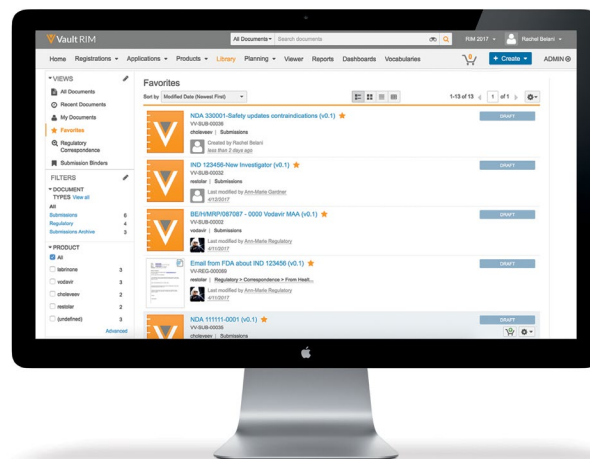 Vault RIM
All Documents
Search documents
RIM 2017
Rachel Belani
Home Registrations Applications Products Library Planning Viewer Reports Dashboards Vocabularies
+ Create
ADMIN
VIEWS
All Documents
Recent Documents
My Documents
Favorites
Regulatory
Correspondence
Submission Binders
FILTERS
DOCUMENT
TYPES View all
All
Submissions 6
Regulatory 4
Submissions Archive 3
PRODUCT
All
labrinone 3
vodavir 3
choleveev 2
restolar 2
(undefined) 3
Advanced
Favorites
Sort by Modified Date (Newest First)
1-13 of 13
1 of 1
NDA 330001-Safety updates contraindications (v0.1)
DRAFT
VV-SUB-00036
choleveev | Submissions
Created by Rachel Belani
less than 2 days ago
IND 123456-New Investigator (v0.1)
DRAFT
VV-SUB-00032
restolar | Submissions
Last modified by Ann-Marie Gantner
4/12/2017
BE/H/MRP/087087 - 0000 Vodavir MAA (v0.1)
DRAFT
VV-SUB-00002
vodavir | Submissions
Last modified by Ann-Marie Regulatory
4/11/2017
Email from FDA about IND 123456 (v0.1)
DRAFT
VV-REG-000089
restolar | Regulatory > Correspondence > From Healt...
Last modified by Ann-Marie Regulatory
4/11/2017
NDA 111111-0001 (v0.1)
DRAFT
VV-SUB-00038
choleveev | Submissions